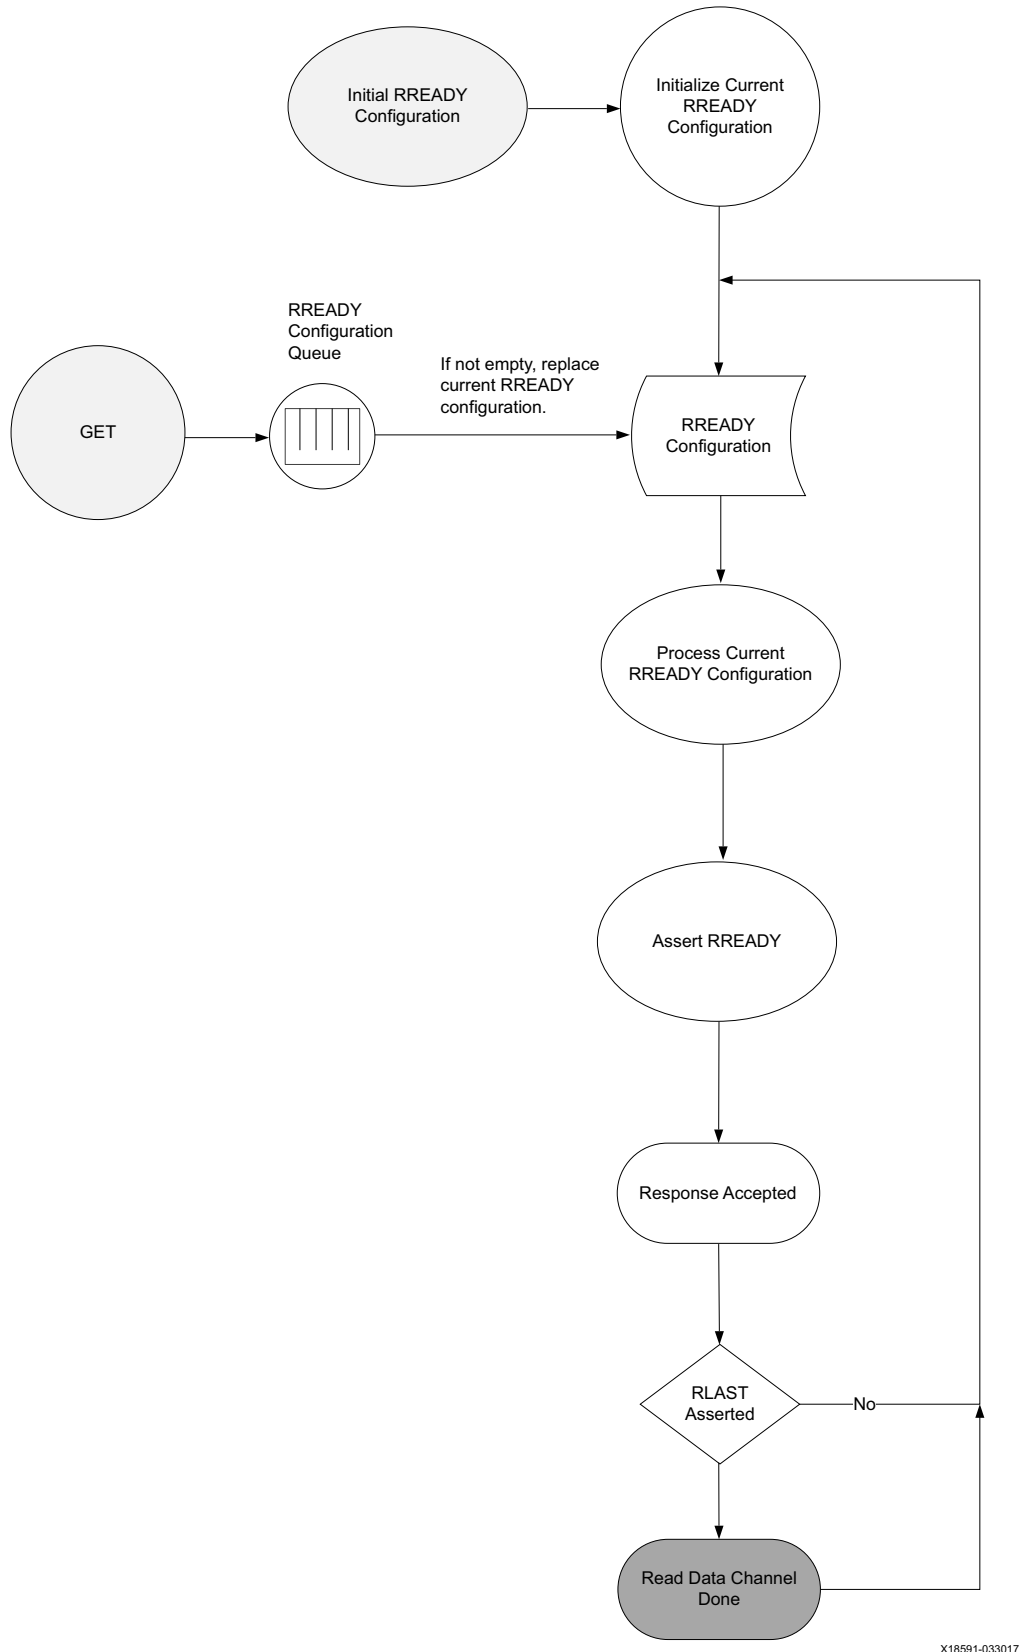 Initial RREADY
Configuration
Initialize Current
RREADY
Configuration
RREADY
Configuration
Queue
If not empty, replace
current RREADY
configuration.
GET
RREADY
Configuration
Process Current
RREADY Configuration
Assert RREADY
Response Accepted
RLAST
Asserted
No
Read Data Channel
Done
X18591-033017